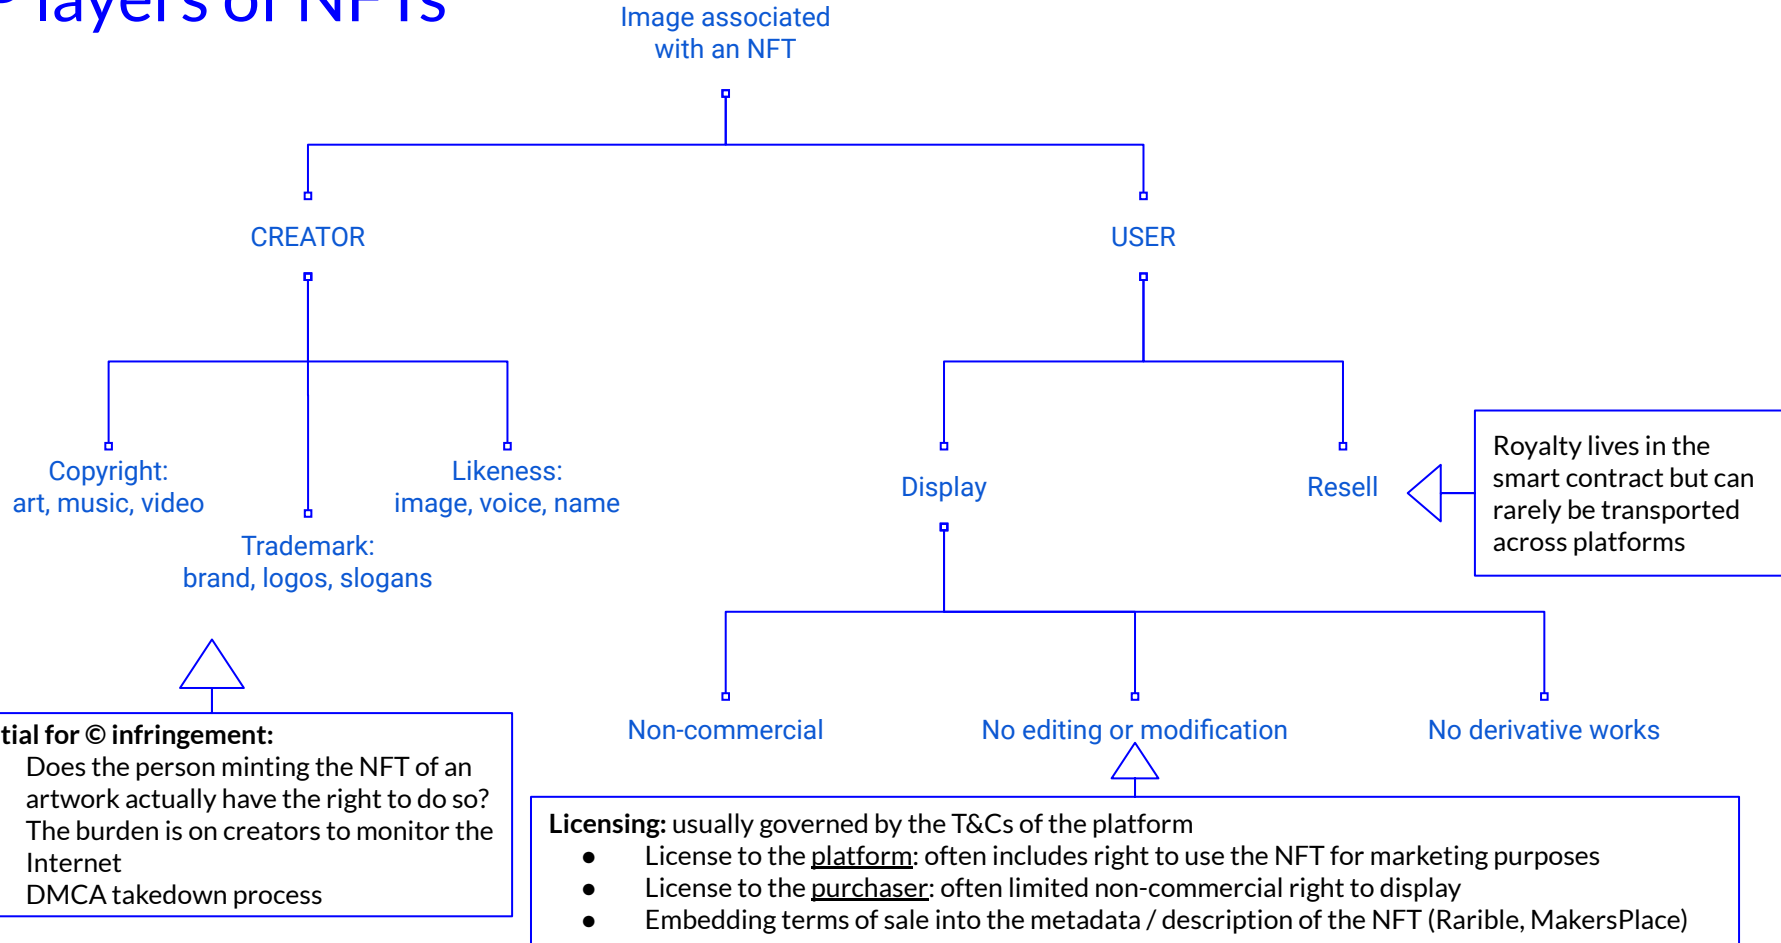 layers of NFTs
Image associated
with an NFT
CREATOR
USER
Copyright:
art, music, video
Likeness:
image, voice, name
Trademark:
brand, logos, slogans
Display
Resell
Royalty lives in the
smart contract but can
rarely be transported
across platforms
Non-commercial
No editing or modification
No derivative works
for © infringement:
Does the person minting the NFT of an
artwork actually have the right to do so?
The burden is on creators to monitor the
Internet
DMCA takedown process
Licensing: usually governed by the T&Cs of the platform
● License to the platform: often includes right to use the NFT for marketing purposes
● License to the purchaser: often limited non-commercial right to display
● Embedding terms of sale into the metadata / description of the NFT (Rarible, MakersPlace)